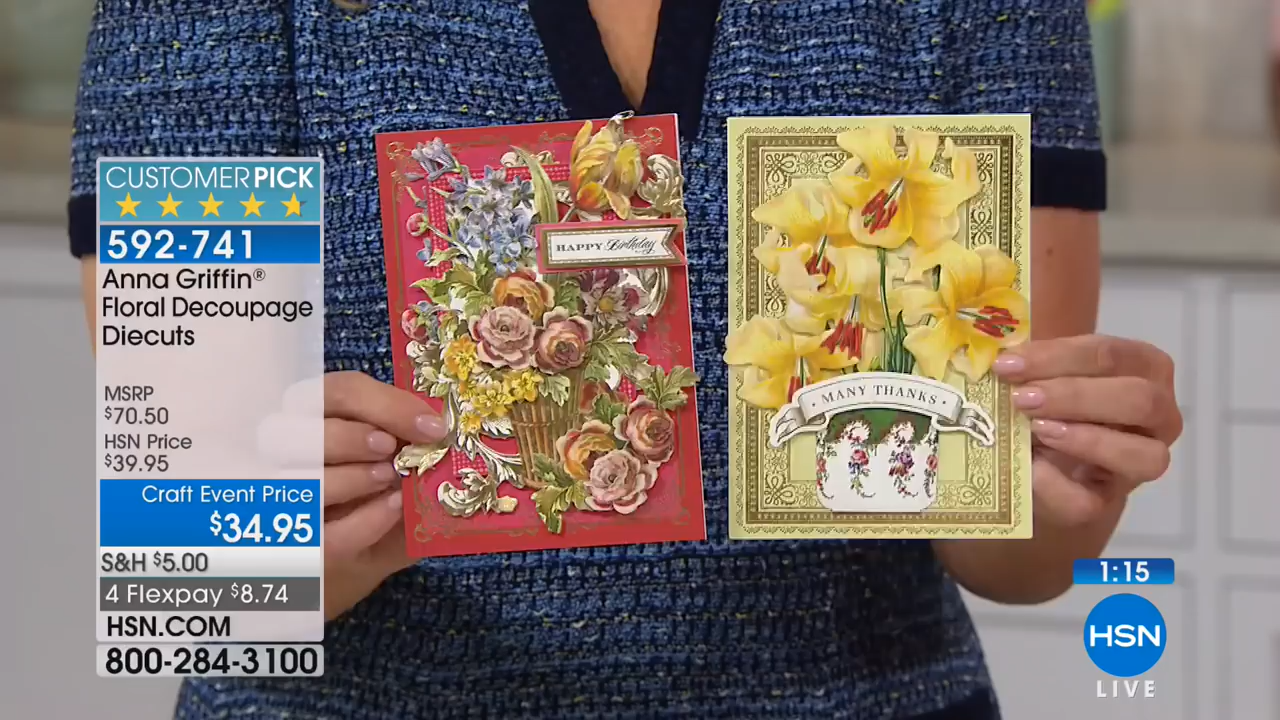 CUSTOMER PICK
592-741
Anna Griffin®
Floral Decoupage
Diecuts
MSRP
$70.50
HSN Price
$39.95
Craft Event Price
$34.95
S&H $5.00
4 Flexpay $8.74
HSN.COM
800-284-3100
HAPPY Birthday
MANY THANKS
1:15
HSN
LIVE